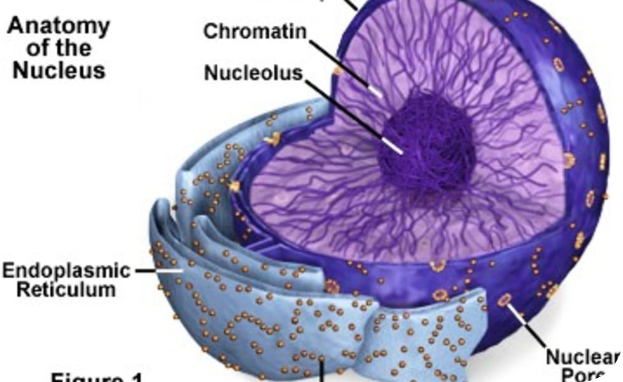 Anatomy
of the
Nucleus
Chromatin
Nucleolus
Endoplasmic
Reticulum
Nuclear
Pore
Figure 1